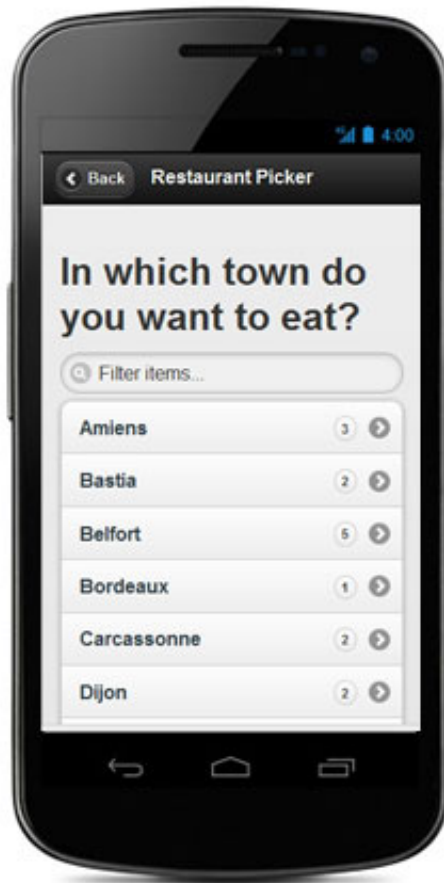 4G 4:00
Back Restaurant Picker
In which town do
you want to eat?
Filter items...
Amiens 3
Bastia 2
Belfort 5
Bordeaux 1
Carcassonne 2
Dijon 2